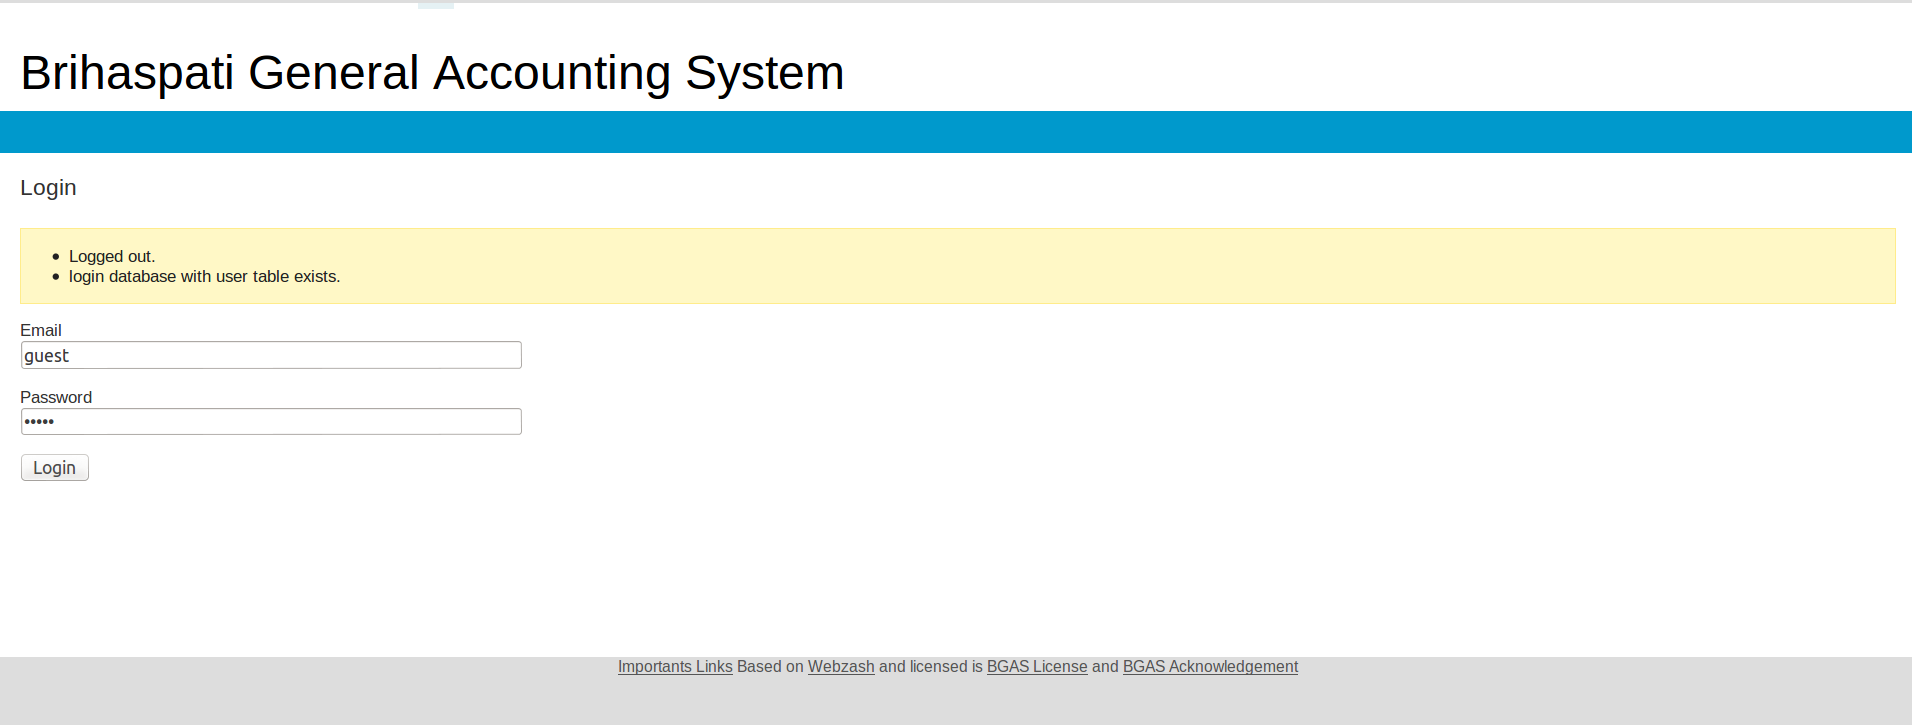 Brihaspati General Accounting System
Login
Logged out.
login database with user table exists.
Email
guest
Password
•••••
Login
Importants Links Based on Webzash and licensed is BGAS License and BGAS Acknowledgement